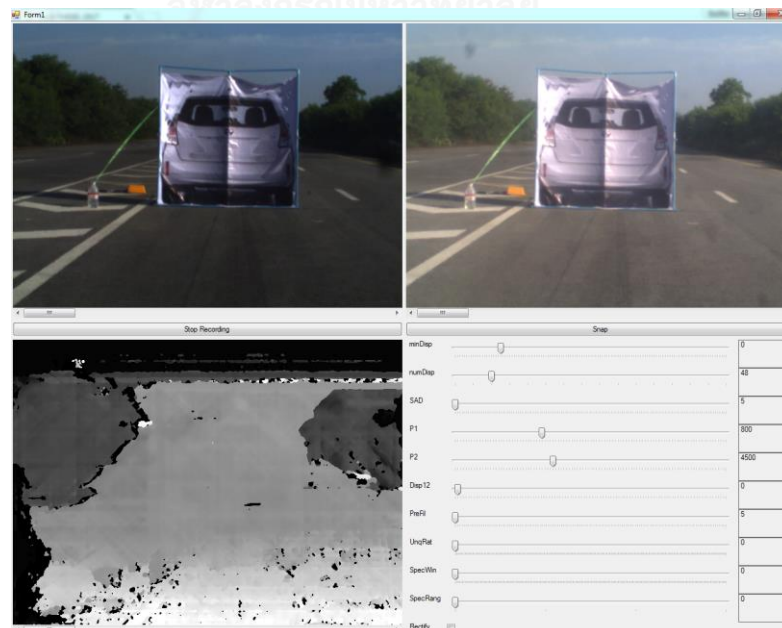 Form1
Stop Recording
Snap
minDisp
0
numDisp
48
SAD
5
P1
800
P2
4500
Disp12
0
PreFil
5
UnqRat
0
SpecWin
0
SpecRang
0
Rectify